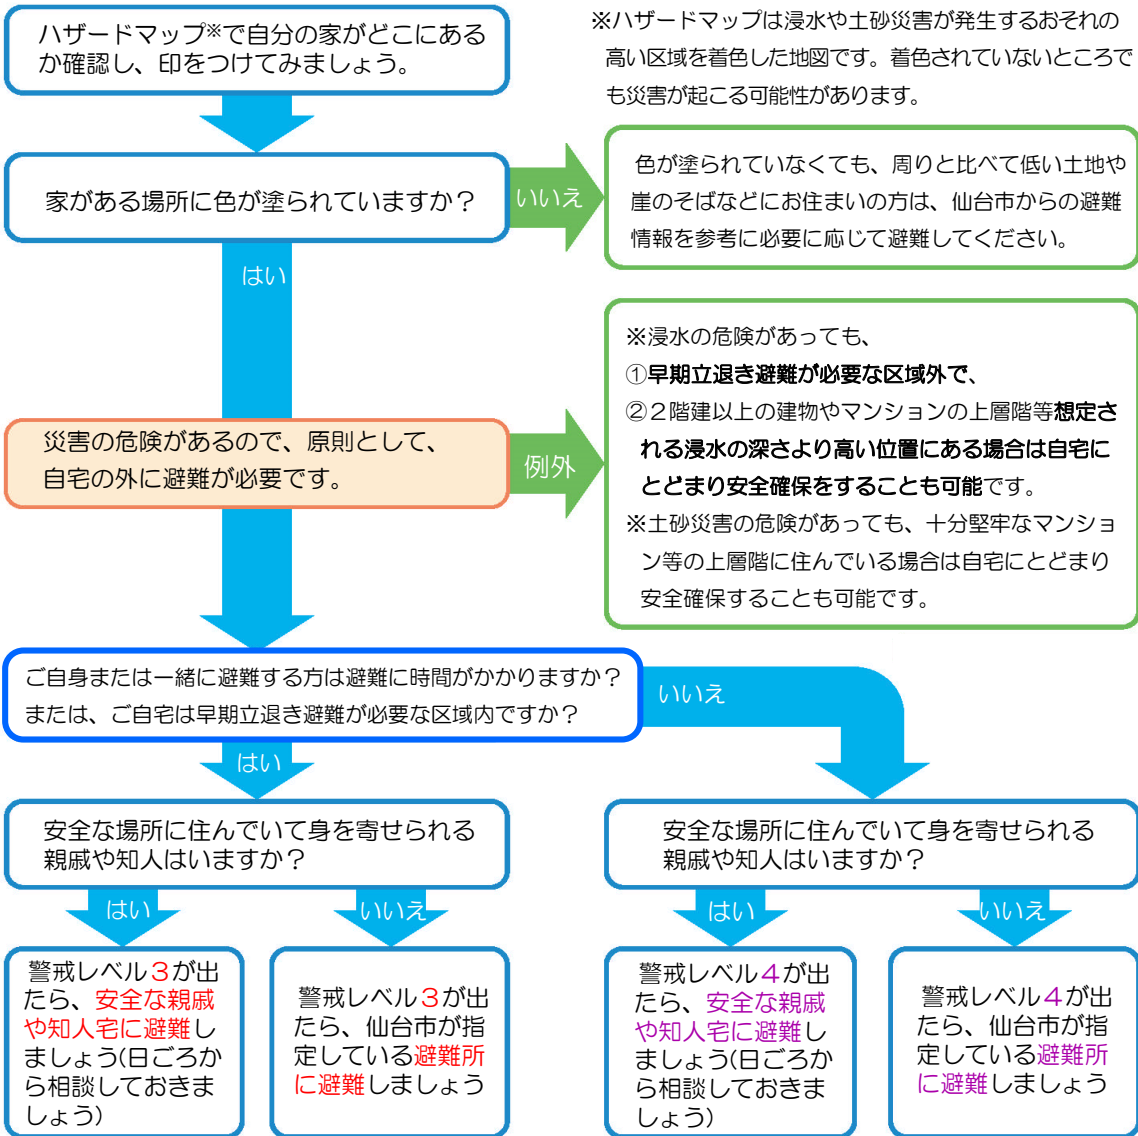 ハザードマップ※で自分の家がどこにある
か確認し、印をつけてみましょう。
※ハザードマップは浸水や土砂災害が発生するおそれの
高い区域を着色した地図です。着色されていないところで
も災害が起こる可能性があります。
家がある場所に色が塗られていますか？
いいえ
色が塗られていなくても、周りと比べて低い土地や
崖のそばなどにお住まいの方は、仙台市からの避難
情報を参考に必要に応じて避難してください。
はい
災害の危険があるので、原則として、
自宅の外に避難が必要です。
例外
※浸水の危険があっても、
①早期立退き避難が必要な区域外で、
②２階建以上の建物やマンションの上層階等想定さ
れる浸水の深さより高い位置にある場合は自宅に
とどまり安全確保をすることも可能です。
※土砂災害の危険があっても、十分堅牢なマンショ
ン等の上層階に住んでいる場合は自宅にとどまり
安全確保することも可能です。
ご自身または一緒に避難する方は避難に時間がかかりますか？
または、ご自宅は早期立退き避難が必要な区域内ですか？
いいえ
はい
安全な場所に住んでいて身を寄せられる
親戚や知人はいますか？
はい
いいえ
警戒レベル３が出
たら、安全な親戚
や知人宅に避難し
ましょう(日ごろか
ら相談しておきま
しょう)
警戒レベル３が出
たら、仙台市が指
定している避難所
に避難しましょう
安全な場所に住んでいて身を寄せられる
親戚や知人はいますか？
はい
いいえ
警戒レベル４が出
たら、安全な親戚
や知人宅に避難し
ましょう(日ごろか
ら相談しておきま
しょう)
警戒レベル４が出
たら、仙台市が指
定している避難所
に避難しましょう